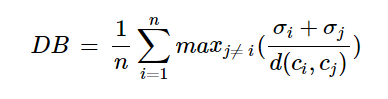 DB = \frac{1}{n} \sum_{i=1}^{n} max_{j \neq i} ( \frac{\sigma_i + \sigma_j}{d(c_i, c_j)} )